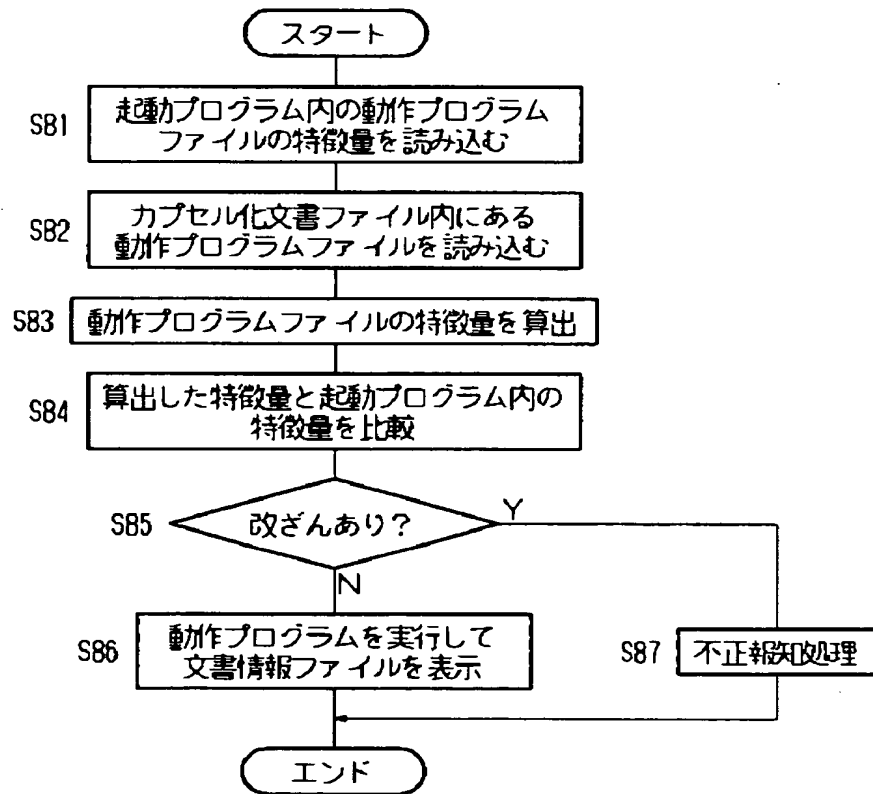 スタート
S81
起動プログラム内の動作プログラム
ファイルの特徴量を読み込む
S82
カプセル化文書ファイル内にある
動作プログラムファイルを読み込む
S83
動作プログラムファイルの特徴量を算出
S84
算出した特徴量と起動プログラム内の
特徴量を比較
S85
改ざんあり?
Y
N
S86
動作プログラムを実行して
文書情報ファイルを表示
S87
不正報知処理
エンド